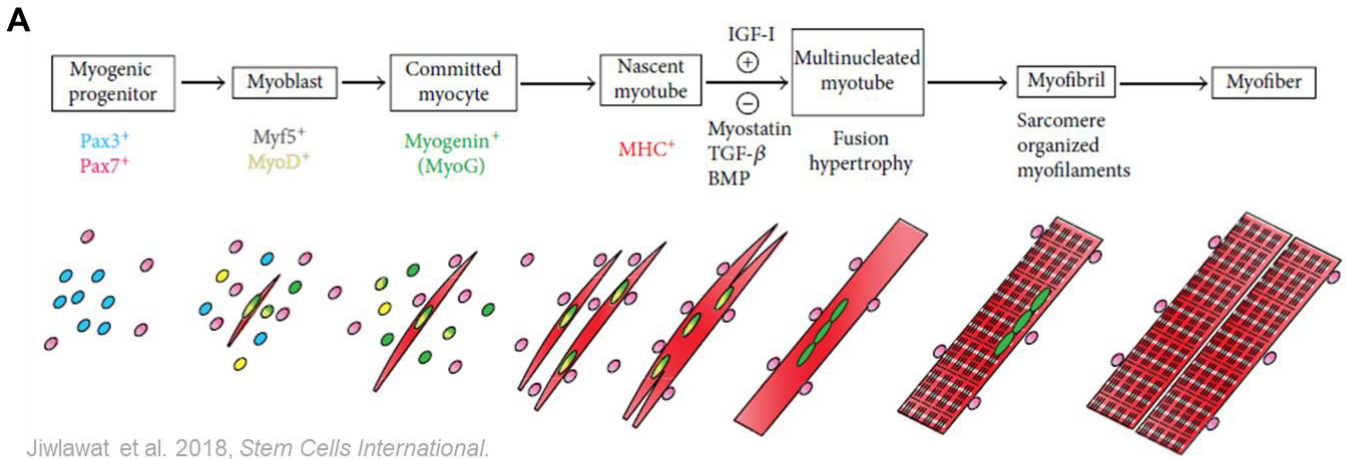 A
Myogenic
progenitor
Pax3⁺
Pax7⁺
Myoblast
Myf5⁺
MyoD⁺
Committed
myocyte
Myogenin⁺
(MyoG)
Nascent
myotube
MHC⁺
IGF-I
+
−
Myostatin
TGF-β
BMP
Multinucleated
myotube
Fusion
hypertrophy
Myofibril
Sarcomere
organized
myofilaments
Myofiber
Jiwlawat et al. 2018, Stem Cells International.